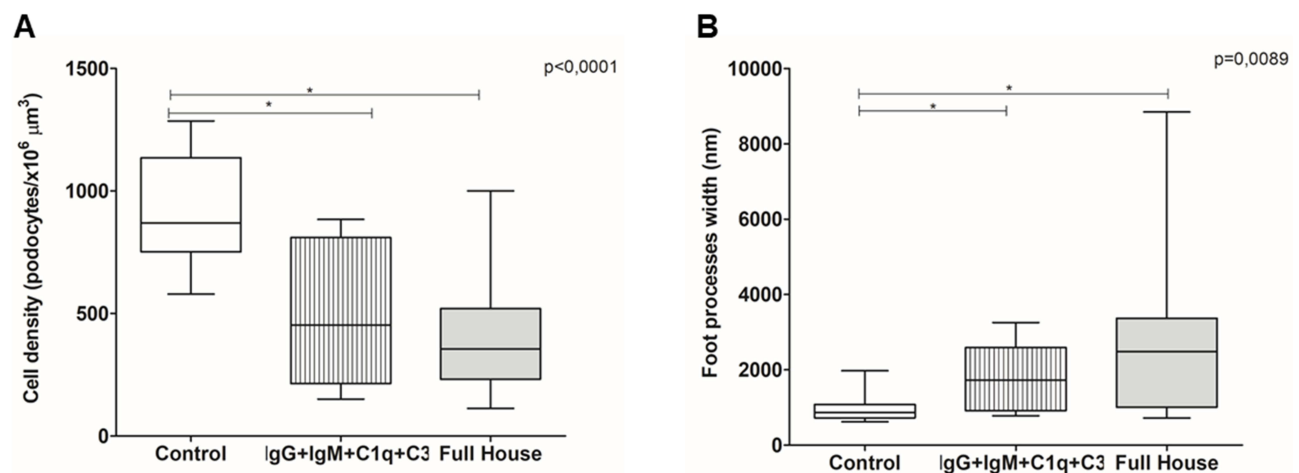 A
p<0,0001
Cell density (podocytes/x10⁶ µm³)
1500
*
*
1000
500
0
Control
IgG+IgM+C1q+C3
Full House
B
p=0,0089
Foot processes width (nm)
10000
*
*
8000
6000
4000
2000
0
Control
IgG+IgM+C1q+C3
Full House